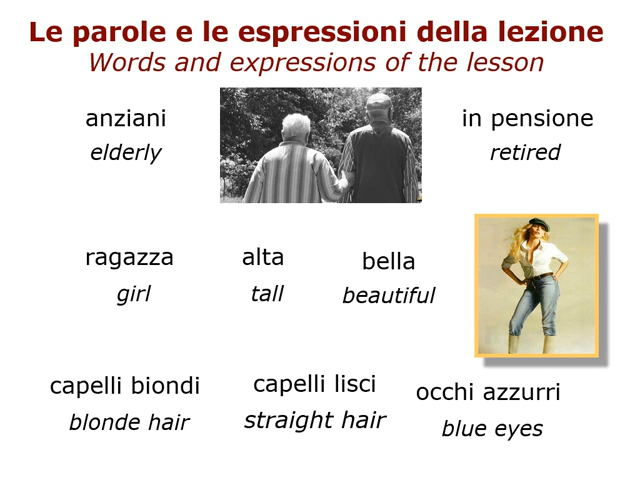 Le parole e le espressioni della lezione
Words and expressions of the lesson
anziani
in pensione
elderly
retired
ragazza
alta
bella
girl
tall
beautiful
capelli biondi
capelli lisci
occhi azzurri
blonde hair
straight hair
blue eyes